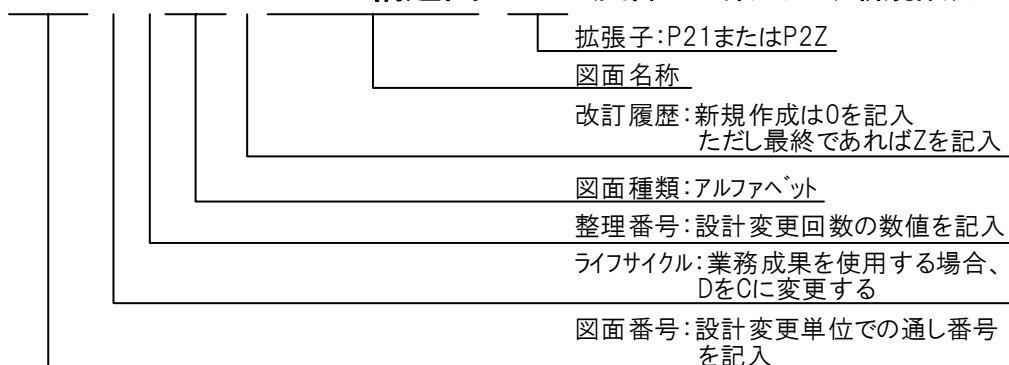 拡張子:P21またはP2Z
図面名称
改訂履歴:新規作成は0を記入
ただし最終であればZを記入
図面種類:アルファベット
整理番号:設計変更回数の数値を記入
ライフサイクル:業務成果を使用する場合、
DをCに変更する
図面番号:設計変更単位での通し番号
を記入